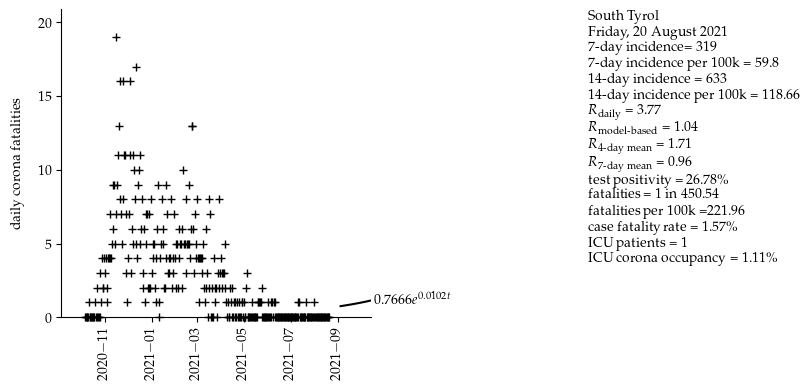 South Tyrol
Friday, 20 August 2021
7-day incidence= 319
7-day incidence per 100k = 59.8
14-day incidence = 633
14-day incidence per 100k = 118.66
R_daily = 3.77
R_model-based = 1.04
R_4-day mean = 1.71
R_7-day mean = 0.96
test positivity = 26.78%
fatalities = 1 in 450.54
fatalities per 100k =221.96
case fatality rate = 1.57%
ICU patients = 1
ICU corona occupancy = 1.11%
daily corona fatalities
20
15
10
5
0
0.7666e^0.0102t
2020−11
2021−01
2021−03
2021−05
2021−07
2021−09